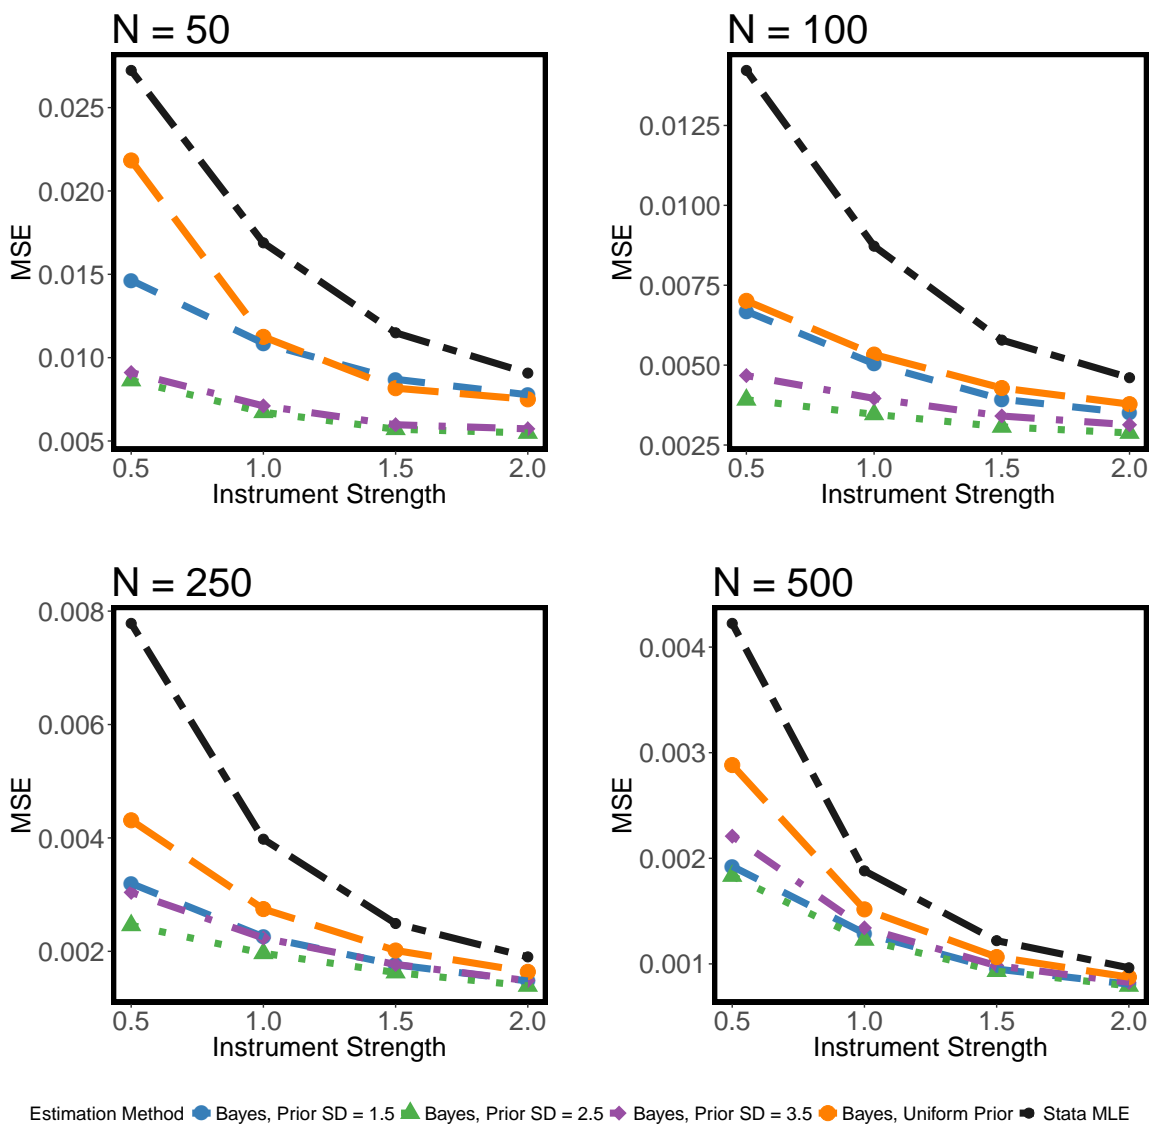 N = 50
N = 100
0.025
0.020
0.015
0.010
0.005
MSE
0.5 1.0 1.5 2.0
Instrument Strength
0.0125
0.0100
0.0075
0.0050
0.0025
MSE
0.5 1.0 1.5 2.0
Instrument Strength
N = 250
N = 500
0.008
0.006
0.004
0.002
MSE
0.5 1.0 1.5 2.0
Instrument Strength
0.004
0.003
0.002
0.001
MSE
0.5 1.0 1.5 2.0
Instrument Strength
Estimation Method Bayes, Prior SD = 1.5 Bayes, Prior SD = 2.5 Bayes, Prior SD = 3.5 Bayes, Uniform Prior Stata MLE